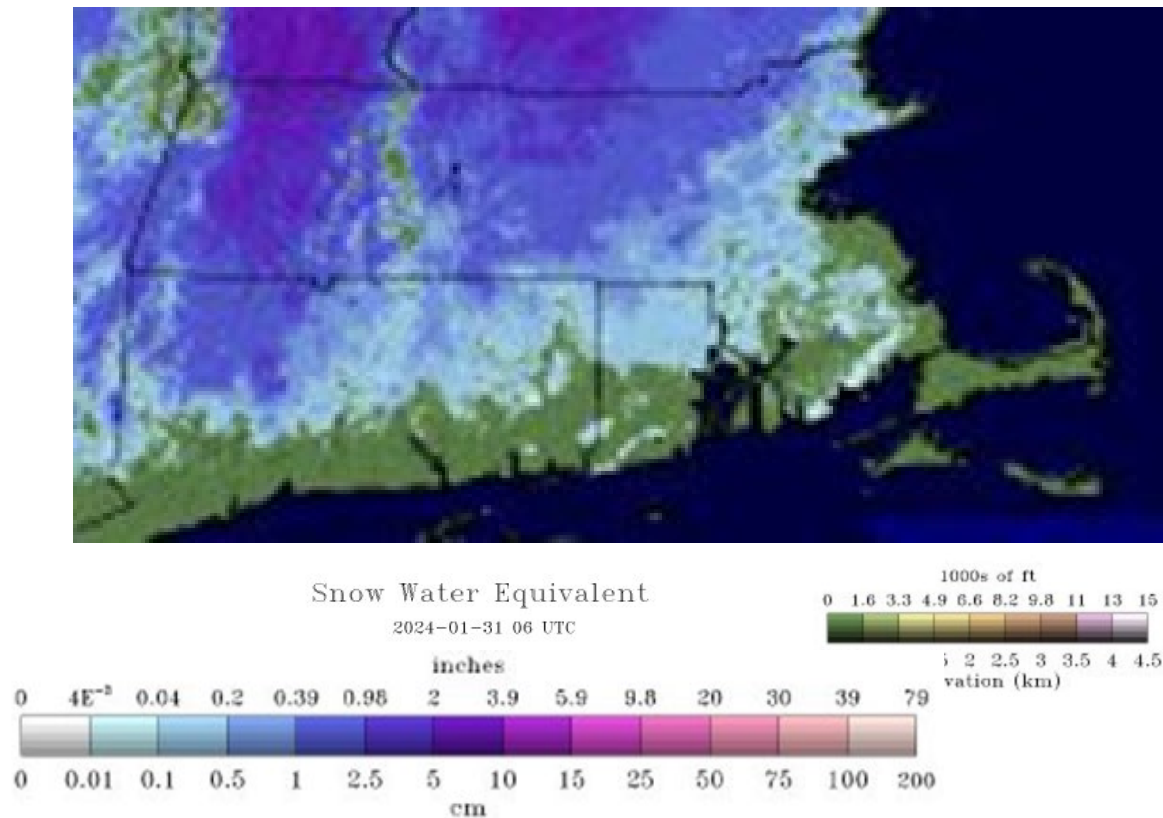 Snow Water Equivalent
2024-01-31 06 UTC
inches
0 4E⁻³ 0.04 0.2 0.39 0.98 2 3.9 5.9 9.8 20 30 39 79
0 0.01 0.1 0.5 1 2.5 5 10 15 25 50 75 100 200
cm
1000s of ft
0 1.6 3.3 4.9 6.6 8.2 9.8 11 13 15
5 2 2.5 3 3.5 4 4.5
vation (km)